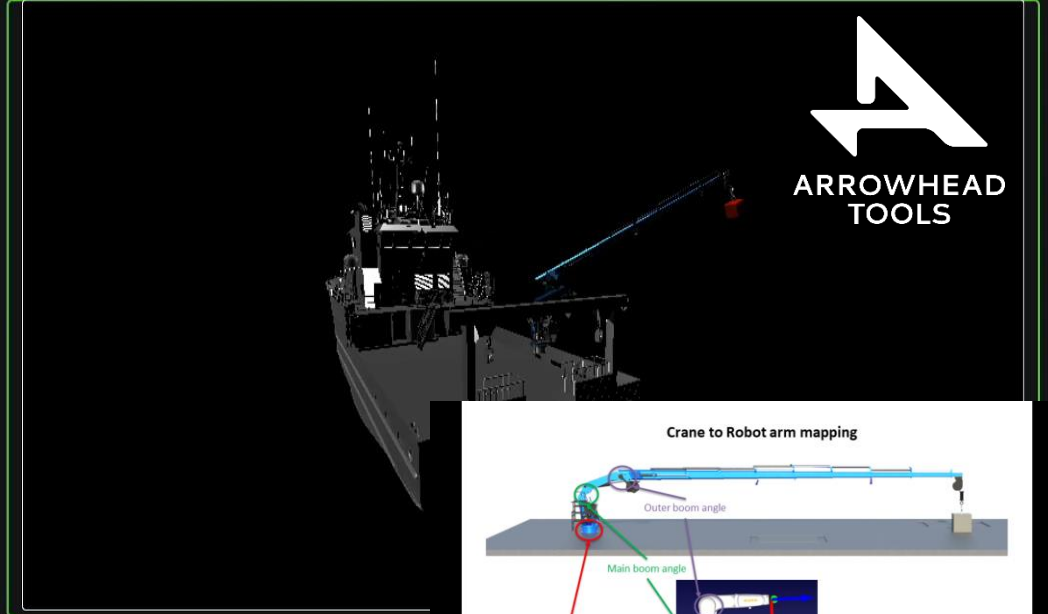 ARROWHEAD
TOOLS
Crane to Robot arm mapping
Outer boom angle
Main boom angle